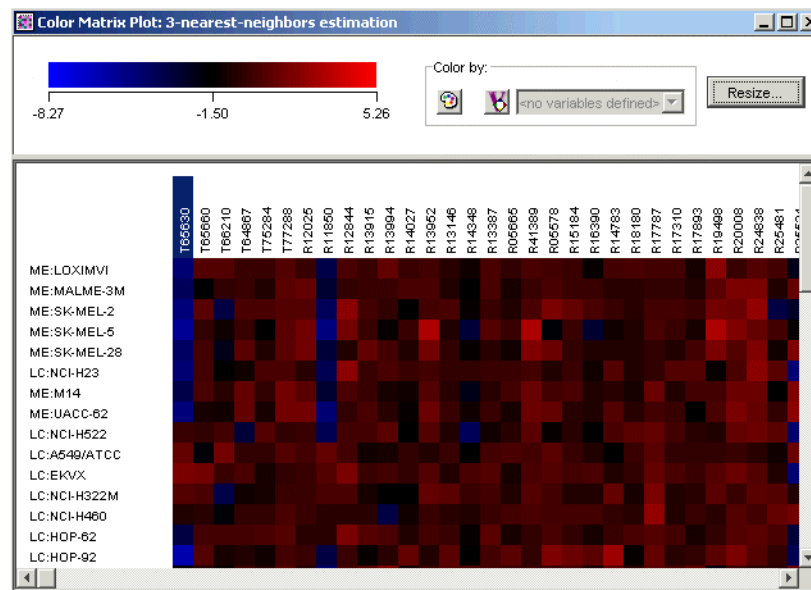 Color Matrix Plot: 3-nearest-neighbors estimation
Color by:
<no variables defined>
Resize...
-8.27
-1.50
5.26
T65630
T65660
T66210
T64867
T75284
T77288
R12025
R11850
R12844
R13915
R13994
R14027
R13952
R13146
R14348
R13387
R05665
R41389
R05578
R15184
R16390
R14783
R18180
R17787
R17310
R17893
R19498
R20008
R24838
R25481
ME:LOXIMVI
ME:MALME-3M
ME:SK-MEL-2
ME:SK-MEL-5
ME:SK-MEL-28
LC:NCI-H23
ME:M14
ME:UACC-62
LC:NCI-H522
LC:A549/ATCC
LC:EKVX
LC:NCI-H322M
LC:NCI-H460
LC:HOP-62
LC:HOP-92